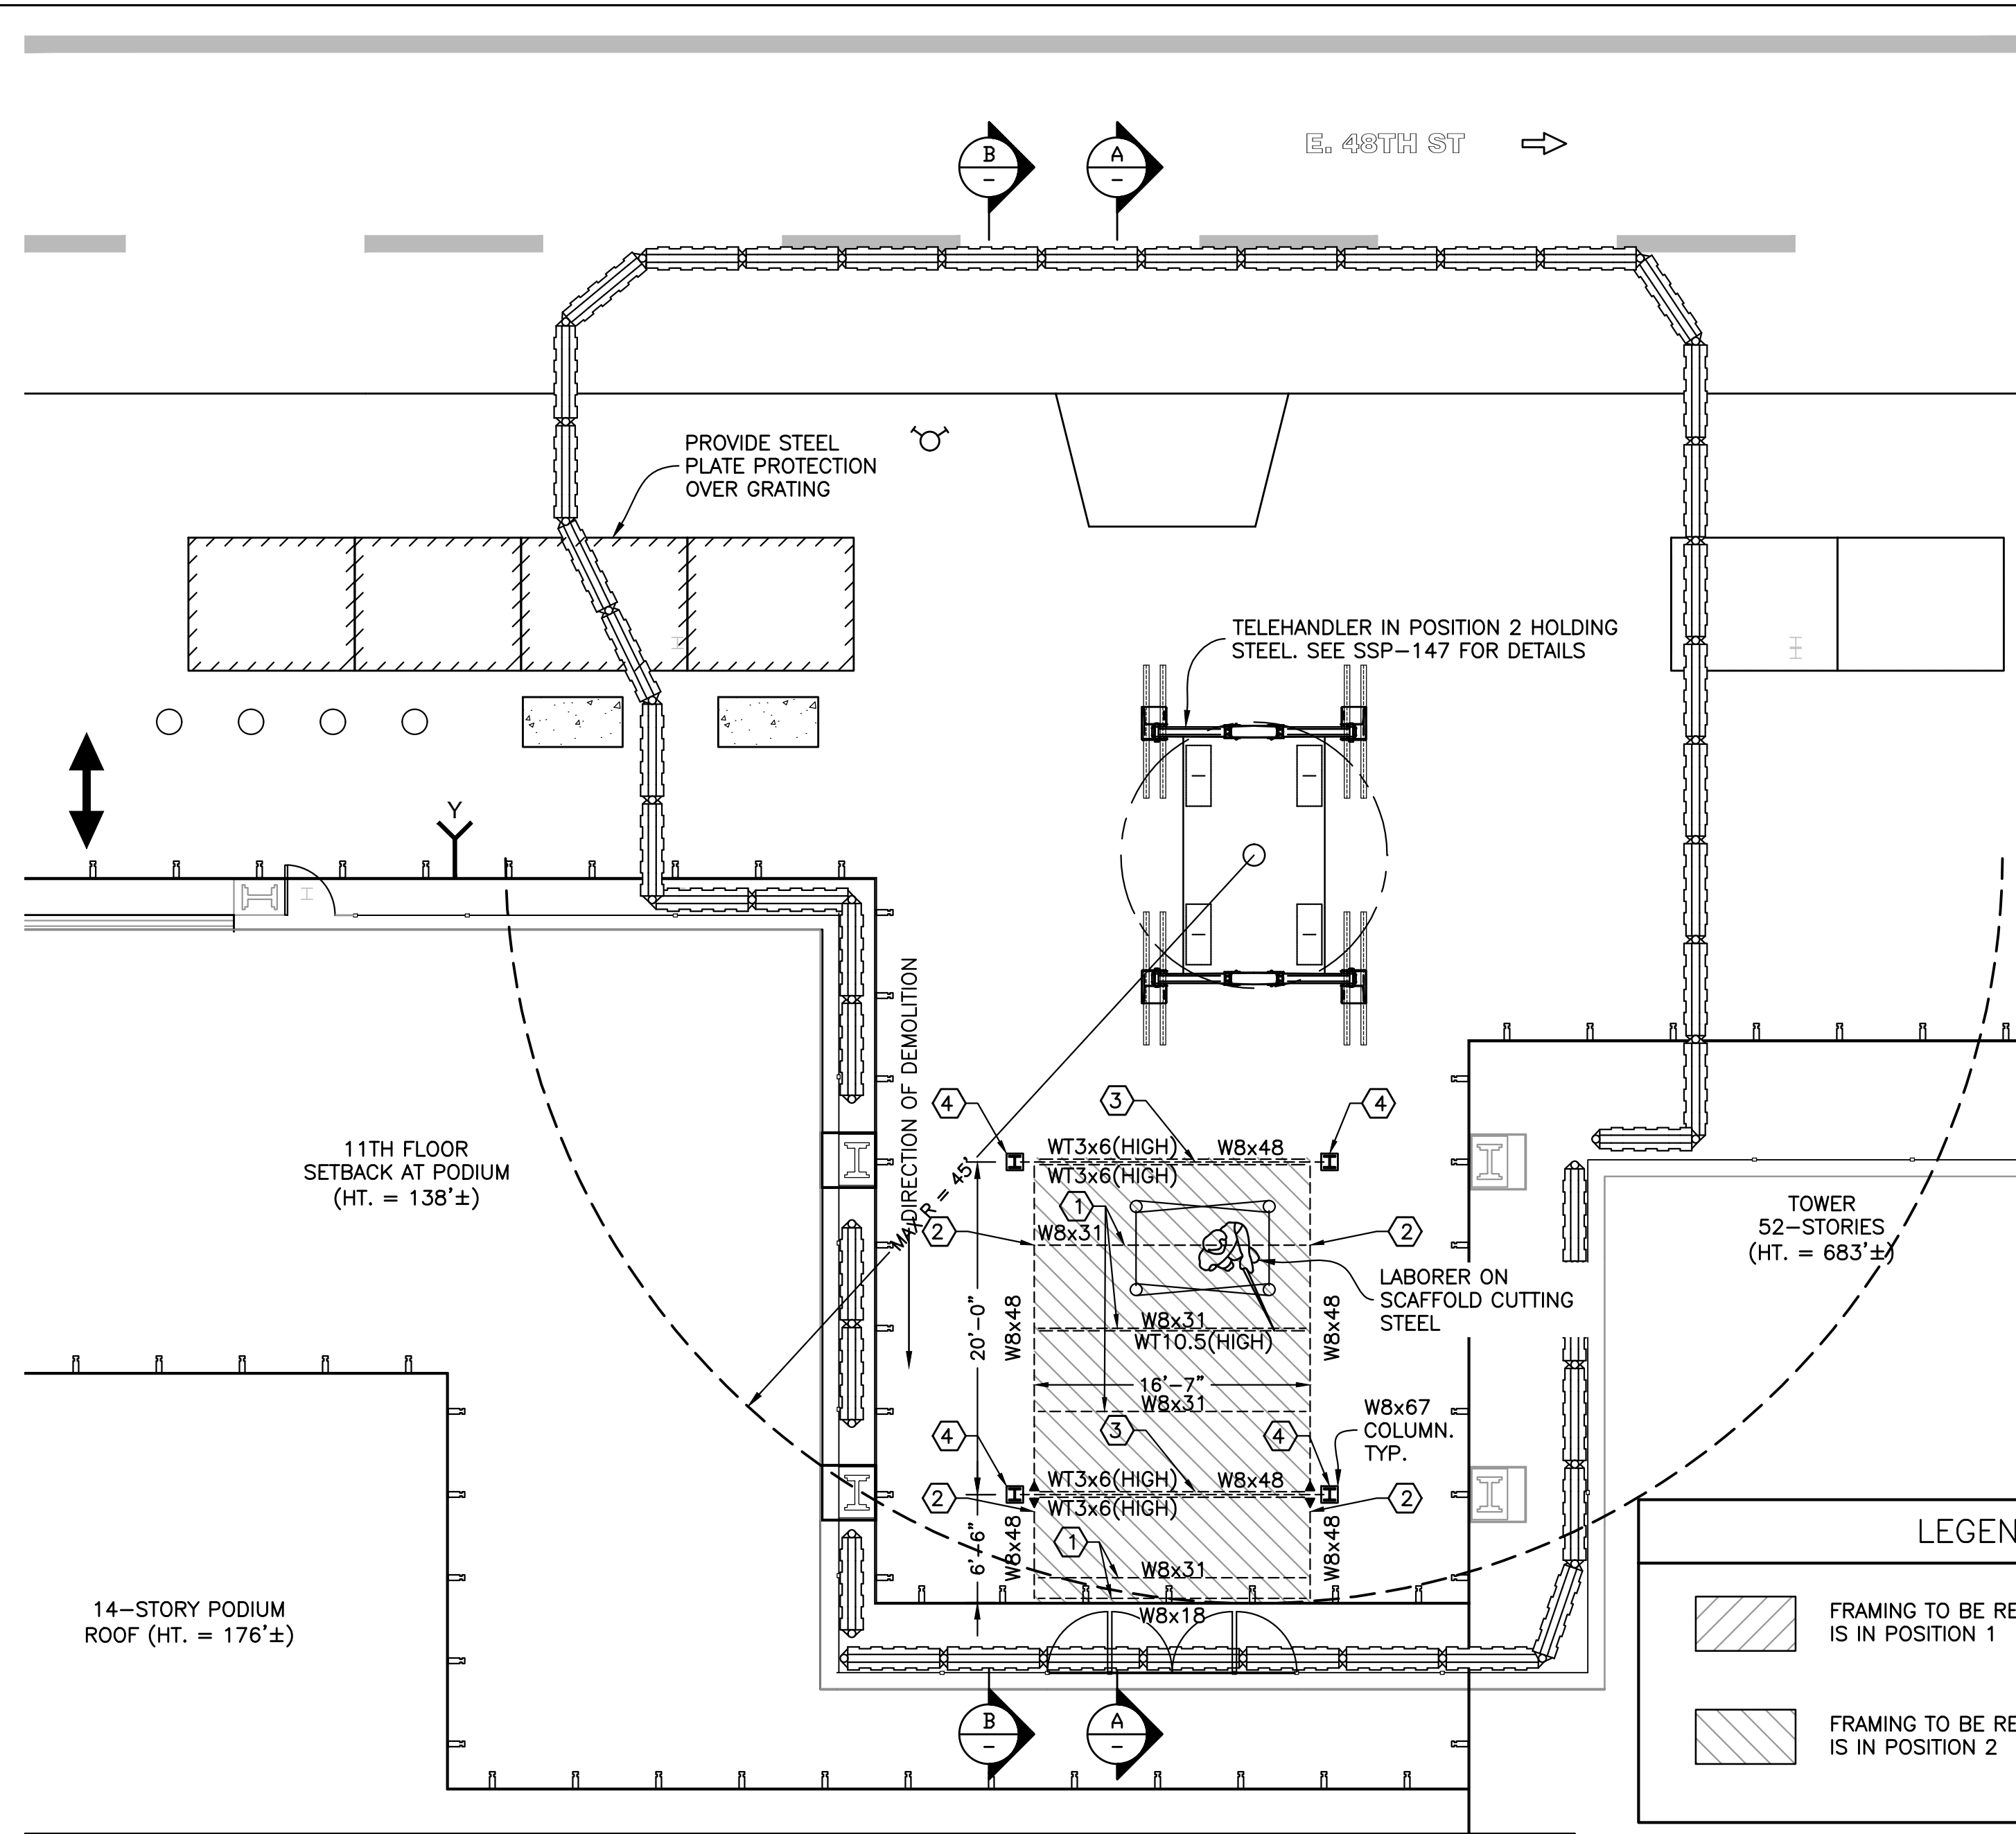 B
–
A
–
E. 48TH ST
PROVIDE STEEL
PLATE PROTECTION
OVER GRATING
TELEHANDLER IN POSITION 2 HOLDING
STEEL. SEE SSP–147 FOR DETAILS
Y
DIRECTION OF DEMOLITION
MAX R = 45'
11TH FLOOR
SETBACK AT PODIUM
(HT. = 138'±)
TOWER
52–STORIES
(HT. = 683'±)
4
3
4
WT3x6(HIGH)
W8x48
WT3x6(HIGH)
1
2
W8x31
2
LABORER ON
SCAFFOLD CUTTING
STEEL
W8x48
20'–0"
W8x31
WT10.5(HIGH)
W8x48
16'–7"
W8x31
W8x67
COLUMN.
TYP.
4
3
4
WT3x6(HIGH)
W8x48
2
WT3x6(HIGH)
2
W8x48
6'–6"
1
W8x31
W8x48
W8x18
14–STORY PODIUM
ROOF (HT. = 176'±)
LEGEN
FRAMING TO BE RE
IS IN POSITION 1
FRAMING TO BE RE
IS IN POSITION 2
B
–
A
–